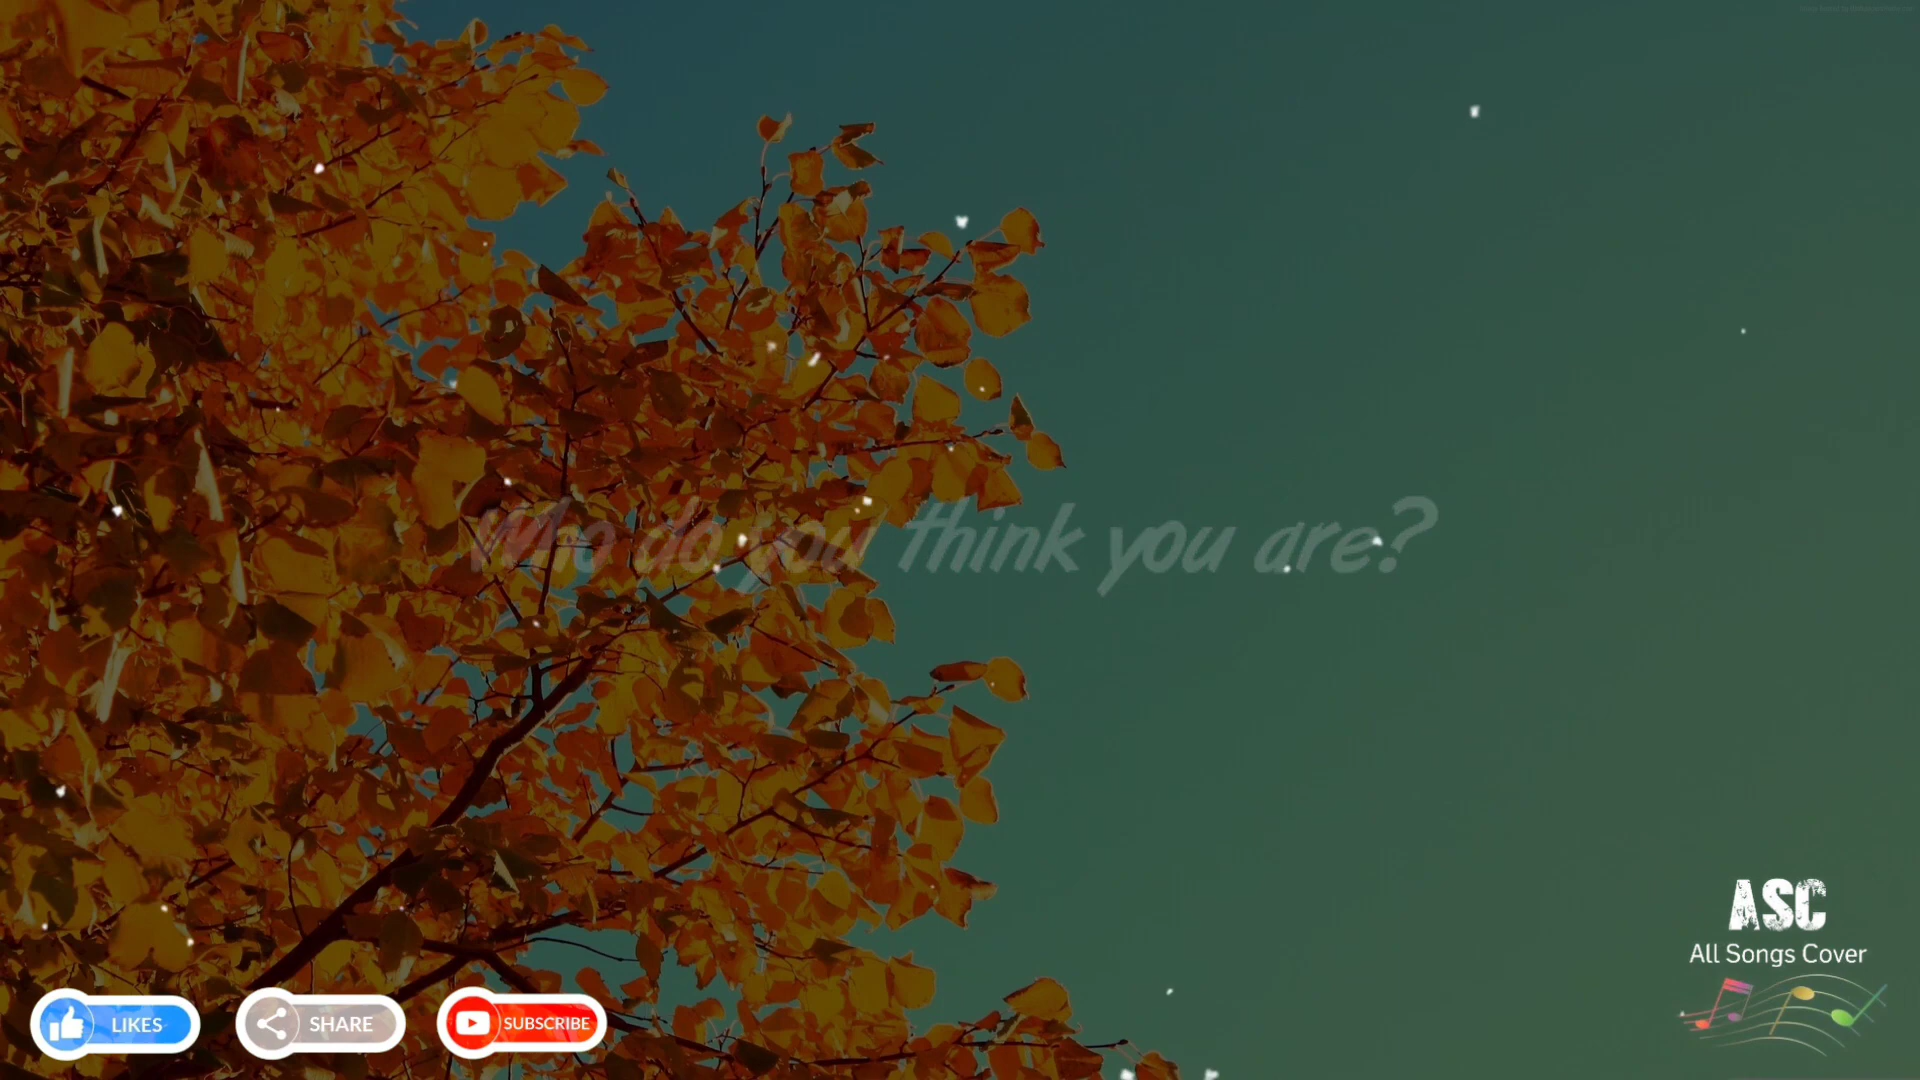 Who do you think you are?
ASC
All Songs Cover
LIKES
SHARE
SUBSCRIBE